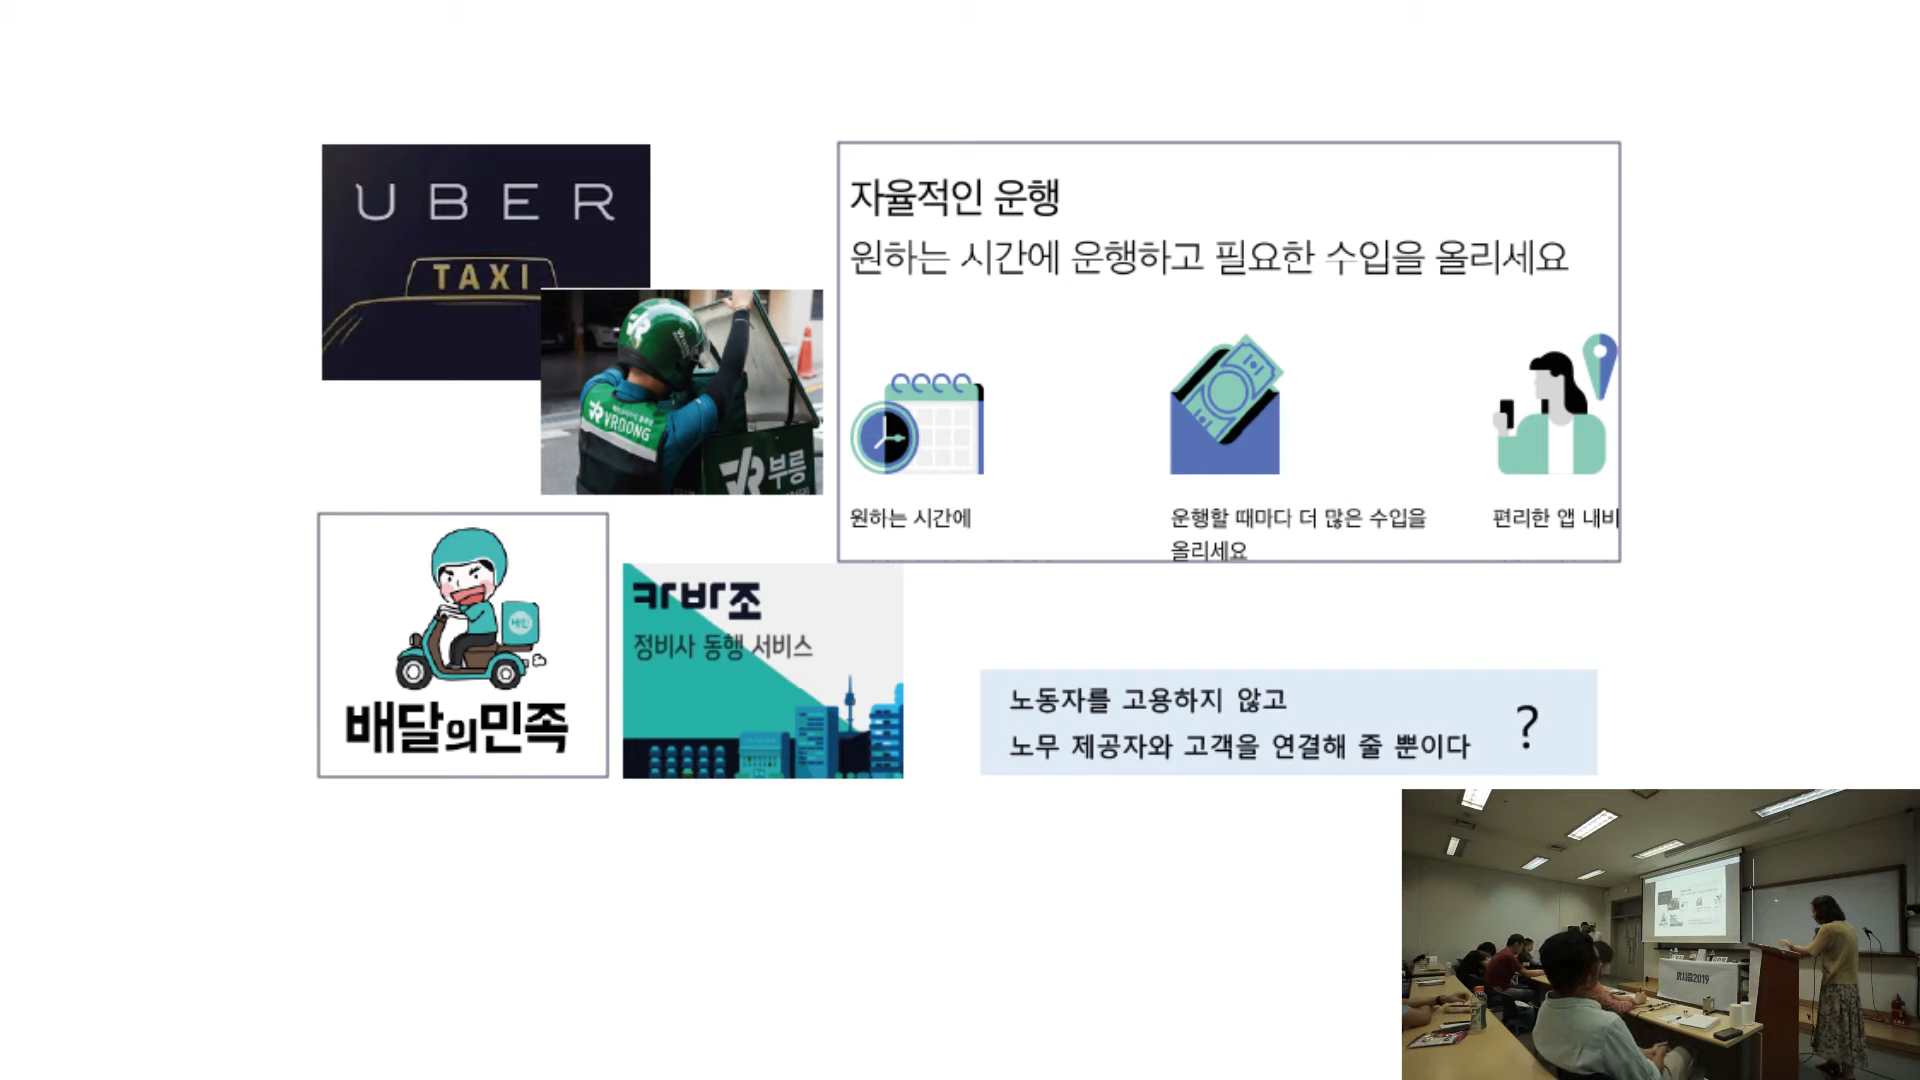 UBER
TAXI
VROONG
부릉
배민
배달의민족
카바조
정비사 동행 서비스
자율적인 운행
원하는 시간에 운행하고 필요한 수입을 올리세요
원하는 시간에
운행할 때마다 더 많은 수입을
올리세요
편리한 앱 내비
노동자를 고용하지 않고
노무 제공자와 고객을 연결해 줄 뿐이다
?